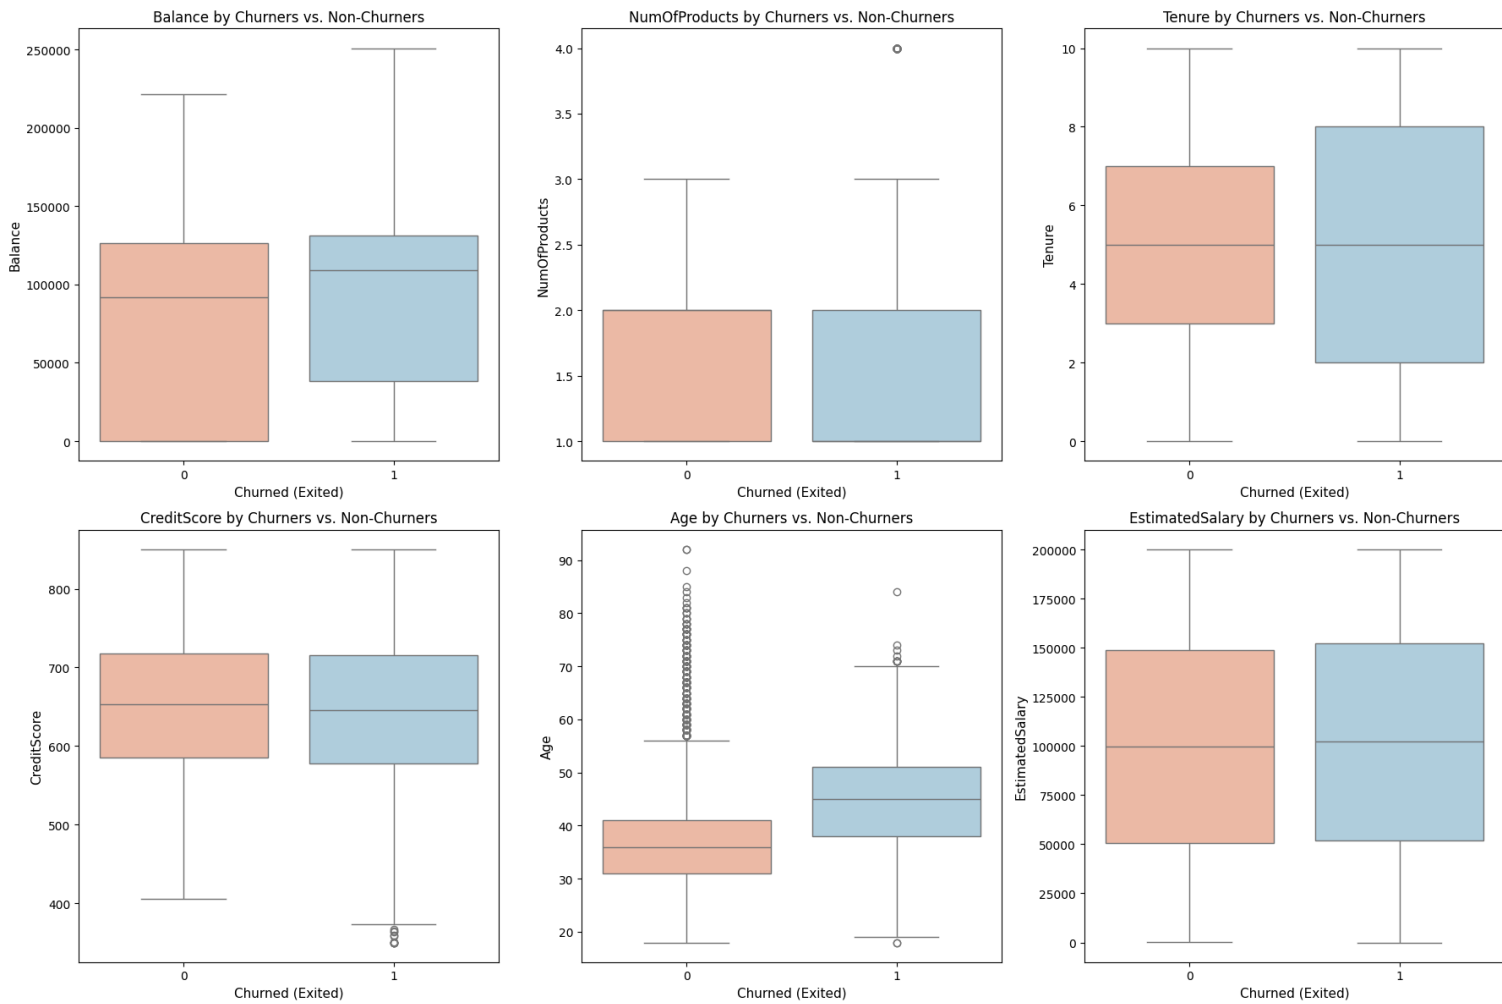 Balance by Churners vs. Non-Churners
Balance
250000
200000
150000
100000
50000
0
0
1
Churned (Exited)
NumOfProducts by Churners vs. Non-Churners
NumOfProducts
4.0
3.5
3.0
2.5
2.0
1.5
1.0
0
1
Churned (Exited)
Tenure by Churners vs. Non-Churners
Tenure
10
8
6
4
2
0
0
1
Churned (Exited)
CreditScore by Churners vs. Non-Churners
CreditScore
800
700
600
500
400
0
1
Churned (Exited)
Age by Churners vs. Non-Churners
Age
90
80
70
60
50
40
30
20
0
1
Churned (Exited)
EstimatedSalary by Churners vs. Non-Churners
EstimatedSalary
200000
175000
150000
125000
100000
75000
50000
25000
0
0
1
Churned (Exited)